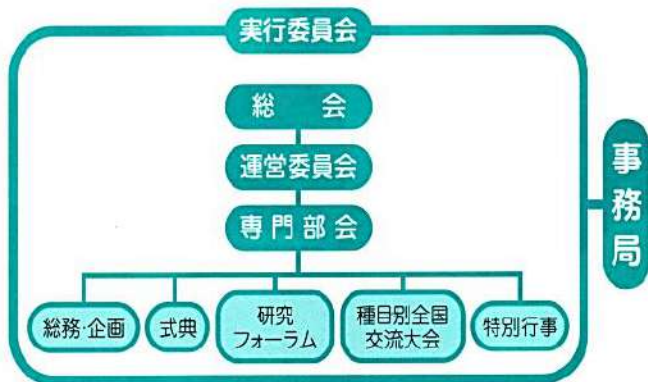 実行委員会
総会
運営委員会
専門部会
事務局
総務・企画
式典
研究
フォーラム
種目別全国
交流大会
特別行事